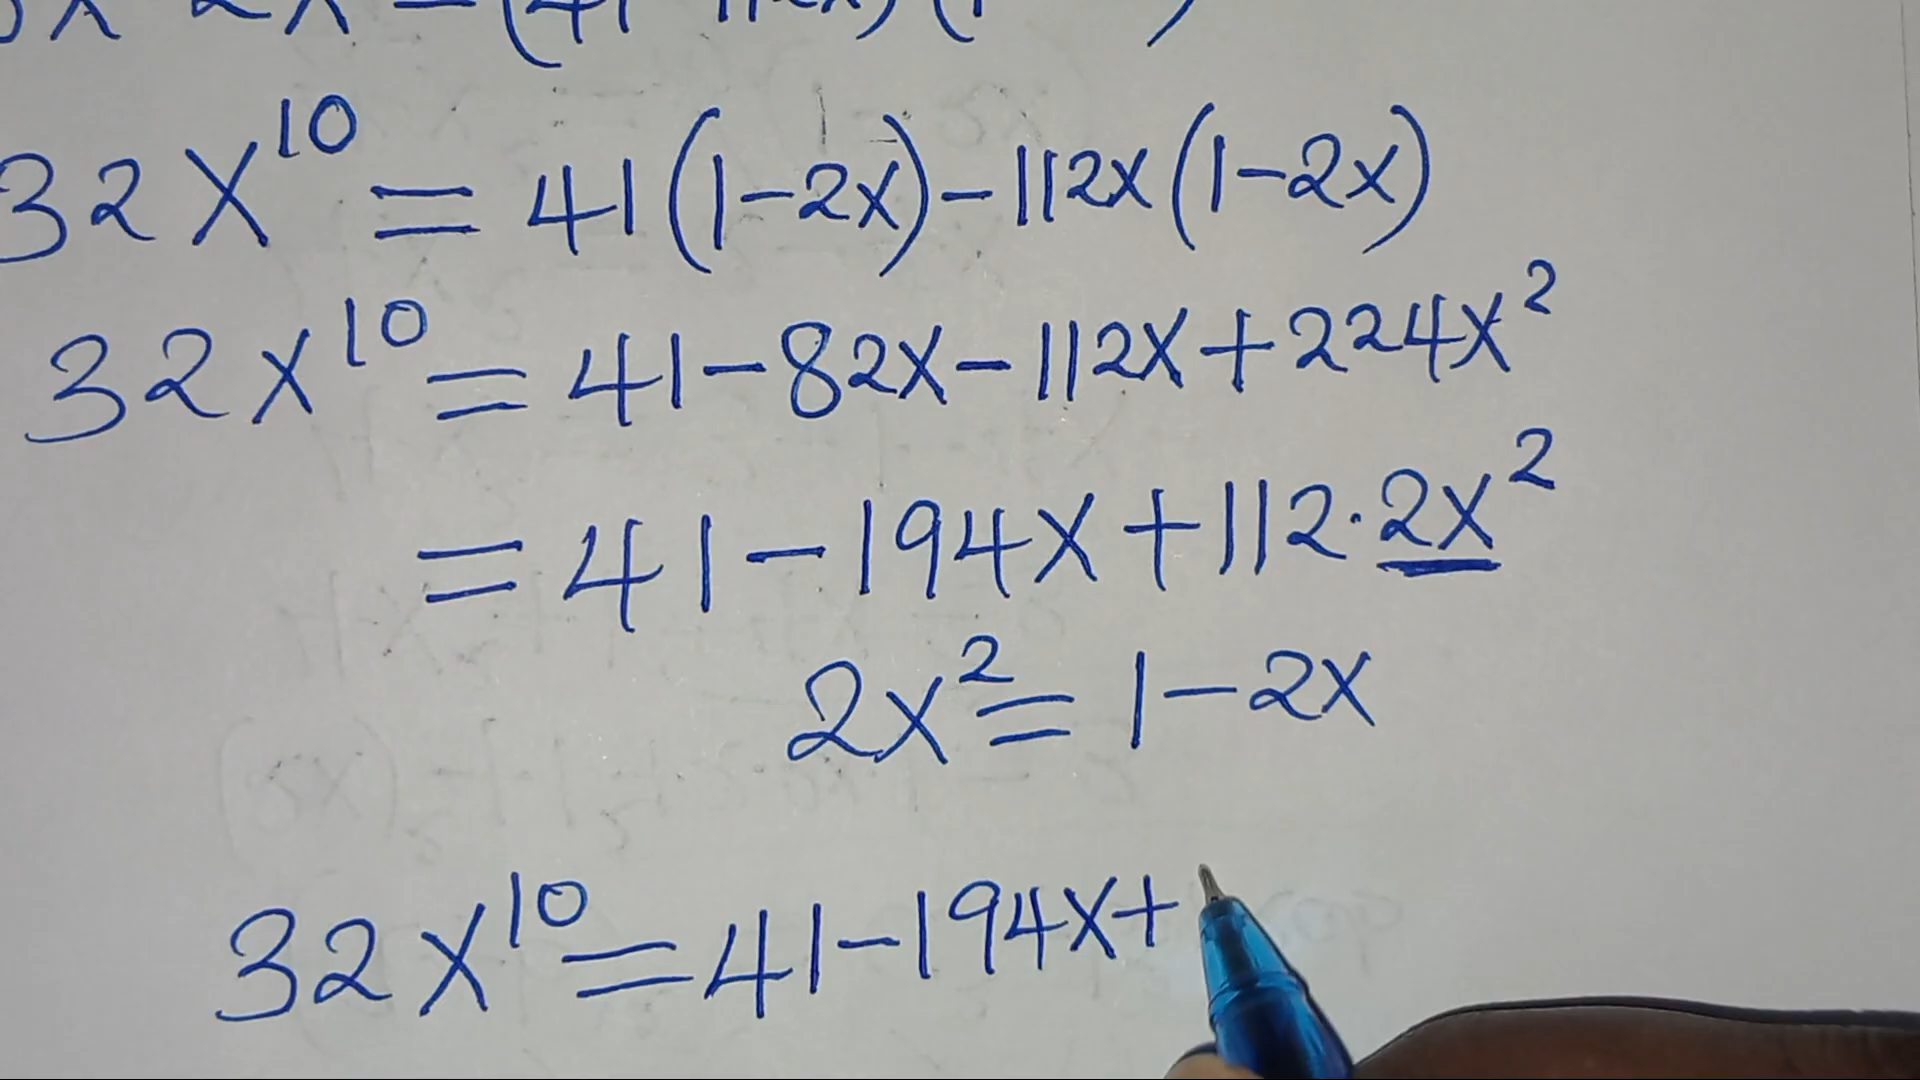 32x¹⁰ = 41(1-2x)-112x(1-2x)
32x¹⁰ = 41-82x-112x+224x²
= 41-194x+112·2x²
2x² = 1-2x
32x¹⁰ = 41-194x+